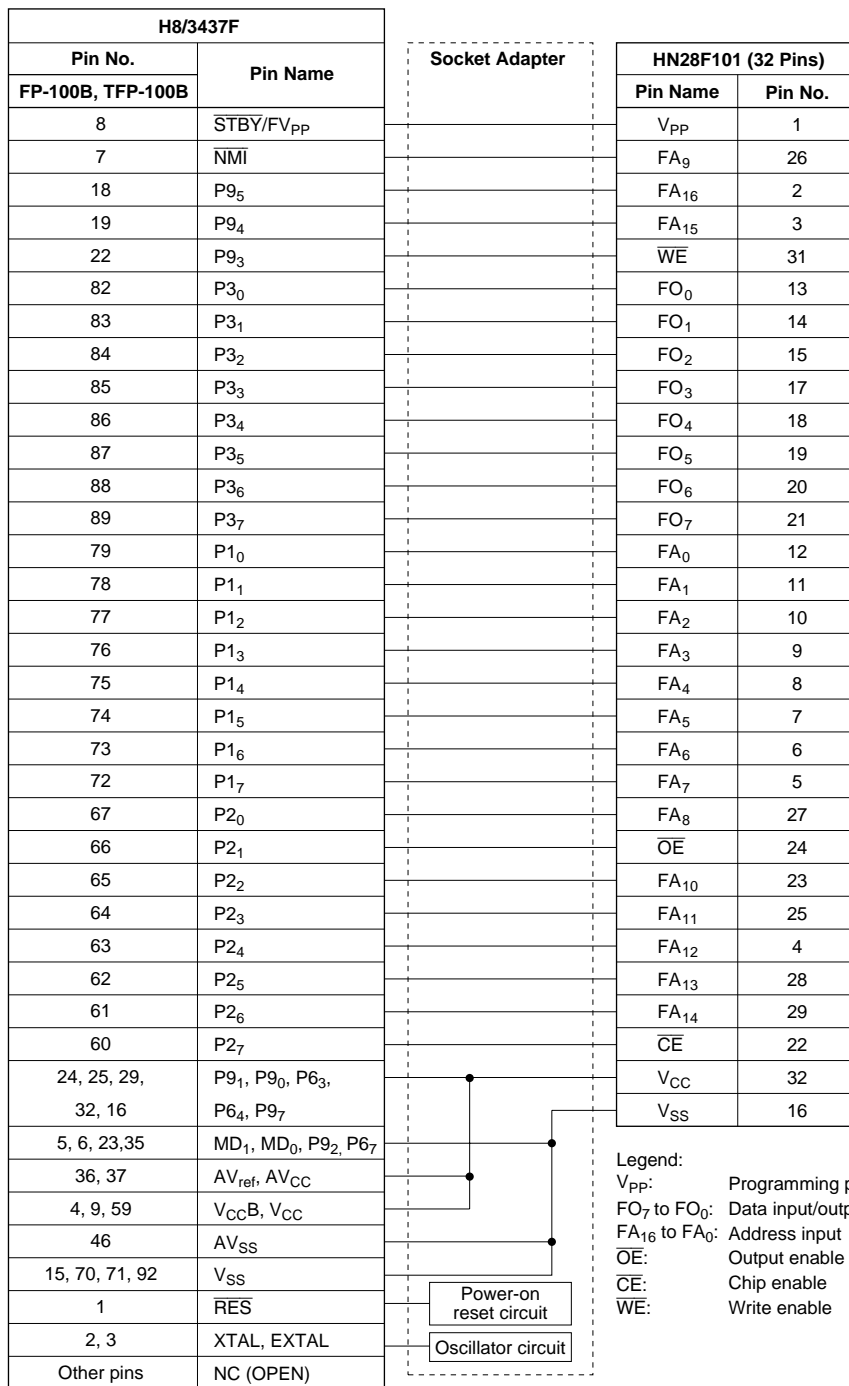 H8/3437F
Pin No. Pin Name Socket Adapter HN28F101 (32 Pins)
FP-100B, TFP-100B Pin Name Pin No.
8 STBY/FVPP VPP 1
7 NMI FA9 26
18 P95 FA16 2
19 P94 FA15 3
22 P93 WE 31
82 P30 FO0 13
83 P31 FO1 14
84 P32 FO2 15
85 P33 FO3 17
86 P34 FO4 18
87 P35 FO5 19
88 P36 FO6 20
89 P37 FO7 21
79 P10 FA0 12
78 P11 FA1 11
77 P12 FA2 10
76 P13 FA3 9
75 P14 FA4 8
74 P15 FA5 7
73 P16 FA6 6
72 P17 FA7 5
67 P20 FA8 27
66 P21 OE 24
65 P22 FA10 23
64 P23 FA11 25
63 P24 FA12 4
62 P25 FA13 28
61 P26 FA14 29
60 P27 CE 22
24, 25, 29, P91, P90, P63, VCC 32
32, 16 P64, P97 VSS 16
5, 6, 23,35 MD1, MD0, P92, P67
36, 37 AVref, AVCC
4, 9, 59 VCCB, VCC
46 AVSS
15, 70, 71, 92 VSS
1 RES Power-on reset circuit
2, 3 XTAL, EXTAL Oscillator circuit
Other pins NC (OPEN)
Legend:
VPP: Programming
FO7 to FO0: Data
FA16 to FA0: Address input
OE: Output enable
CE: Chip enable
WE: Write enable